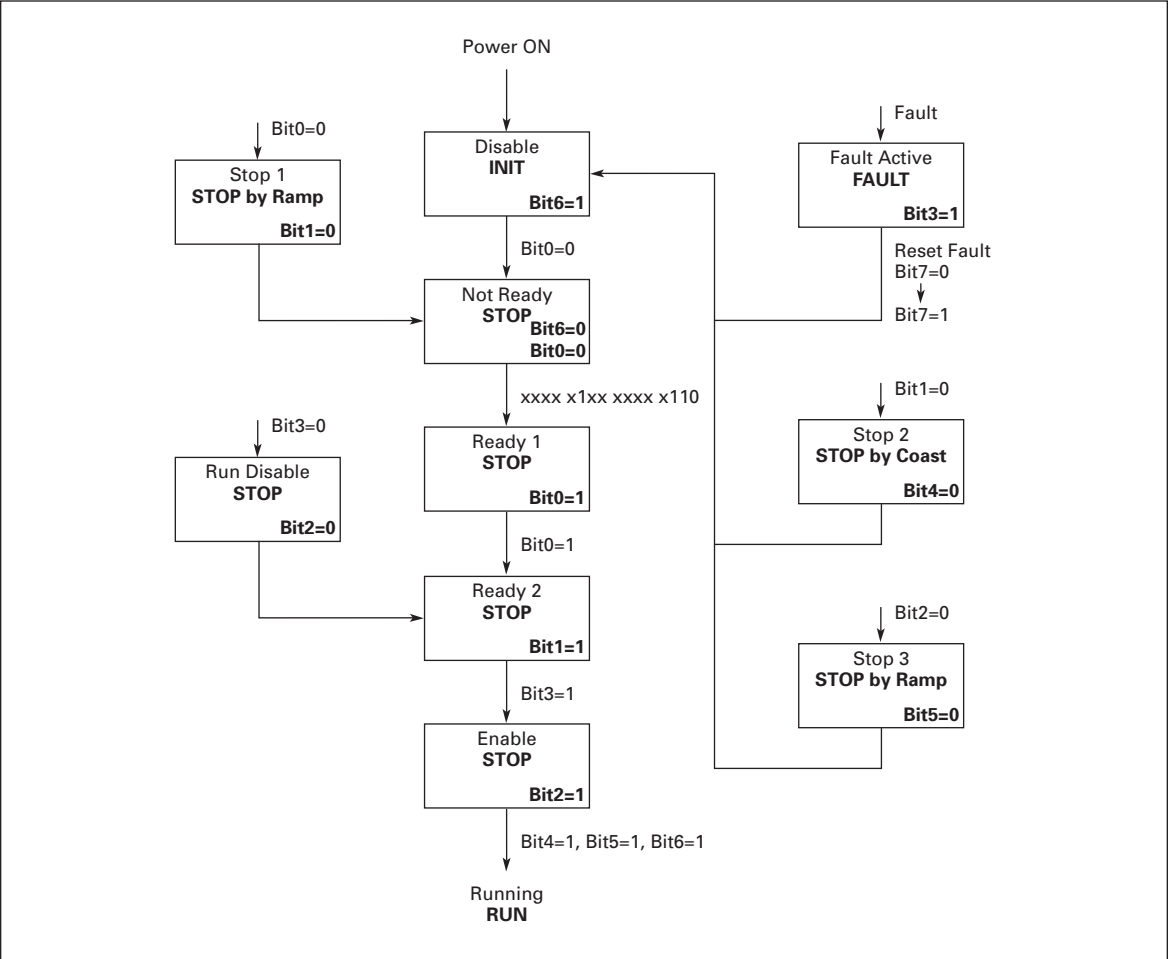 Power ON
Bit0=0
Fault
Disable
INIT
Bit6=1
Stop 1
STOP by Ramp
Bit1=0
Fault Active
FAULT
Bit3=1
Bit0=0
Reset Fault
Bit7=0
Bit7=1
Not Ready
STOP
Bit6=0
Bit0=0
xxxx x1xx xxxx x110
Bit1=0
Bit3=0
Ready 1
STOP
Bit0=1
Stop 2
STOP by Coast
Bit4=0
Run Disable
STOP
Bit2=0
Bit0=1
Ready 2
STOP
Bit1=1
Bit2=0
Stop 3
STOP by Ramp
Bit5=0
Bit3=1
Enable
STOP
Bit2=1
Bit4=1, Bit5=1, Bit6=1
Running
RUN